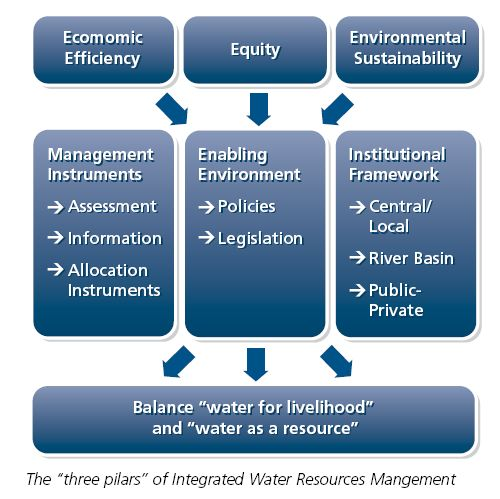 Economic
Efficiency
Equity
Environmental
Sustainability
Management
Instruments
→ Assessment
→ Information
→ Allocation
Instruments
Enabling
Environment
→ Policies
→ Legislation
Institutional
Framework
→ Central/
Local
→ River Basin
→ Public-
Private
Balance “water for livelihood”
and “water as a resource”
The “three pilars” of Integrated Water Resources Mangement